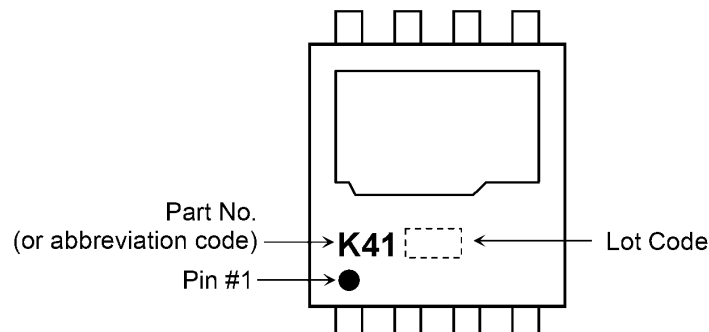 Part No.
(or abbreviation code)
K41
Lot Code
Pin #1